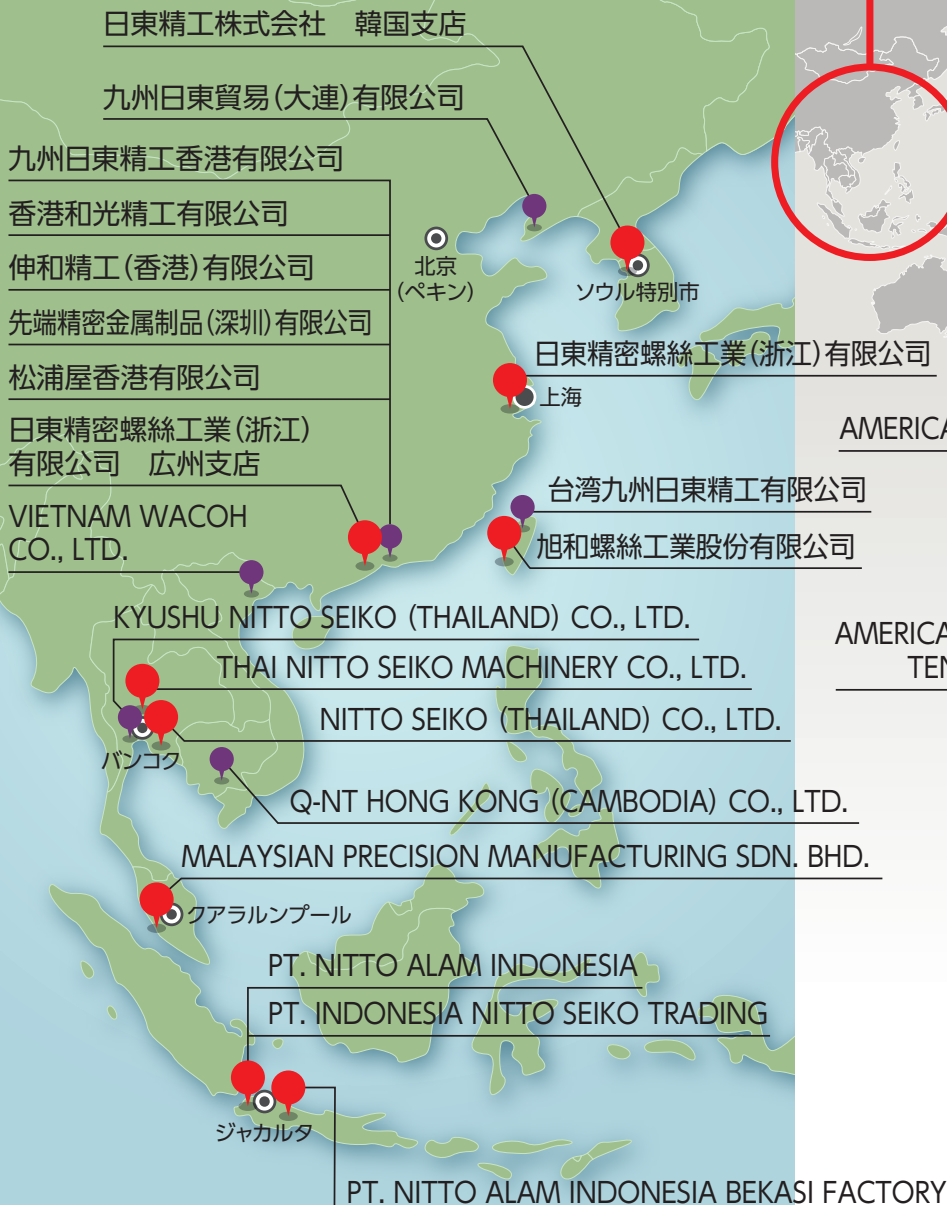 日東精工株式会社　韓国支店
九州日東貿易(大連)有限公司
九州日東精工香港有限公司
香港和光精工有限公司
伸和精工(香港)有限公司
先端精密金属制品(深圳)有限公司
松浦屋香港有限公司
日東精密螺絲工業(浙江)
有限公司　広州支店
VIETNAM WACOH
CO., LTD.
北京
(ペキン)
ソウル特別市
日東精密螺絲工業(浙江)有限公司
上海
AMERICA
台湾九州日東精工有限公司
旭和螺絲工業股份有限公司
KYUSHU NITTO SEIKO (THAILAND) CO., LTD.
THAI NITTO SEIKO MACHINERY CO., LTD.
NITTO SEIKO (THAILAND) CO., LTD.
バンコク
AMERICA
TEN
Q-NT HONG KONG (CAMBODIA) CO., LTD.
MALAYSIAN PRECISION MANUFACTURING SDN. BHD.
クアラルンプール
PT. NITTO ALAM INDONESIA
PT. INDONESIA NITTO SEIKO TRADING
ジャカルタ
PT. NITTO ALAM INDONESIA BEKASI FACTORY